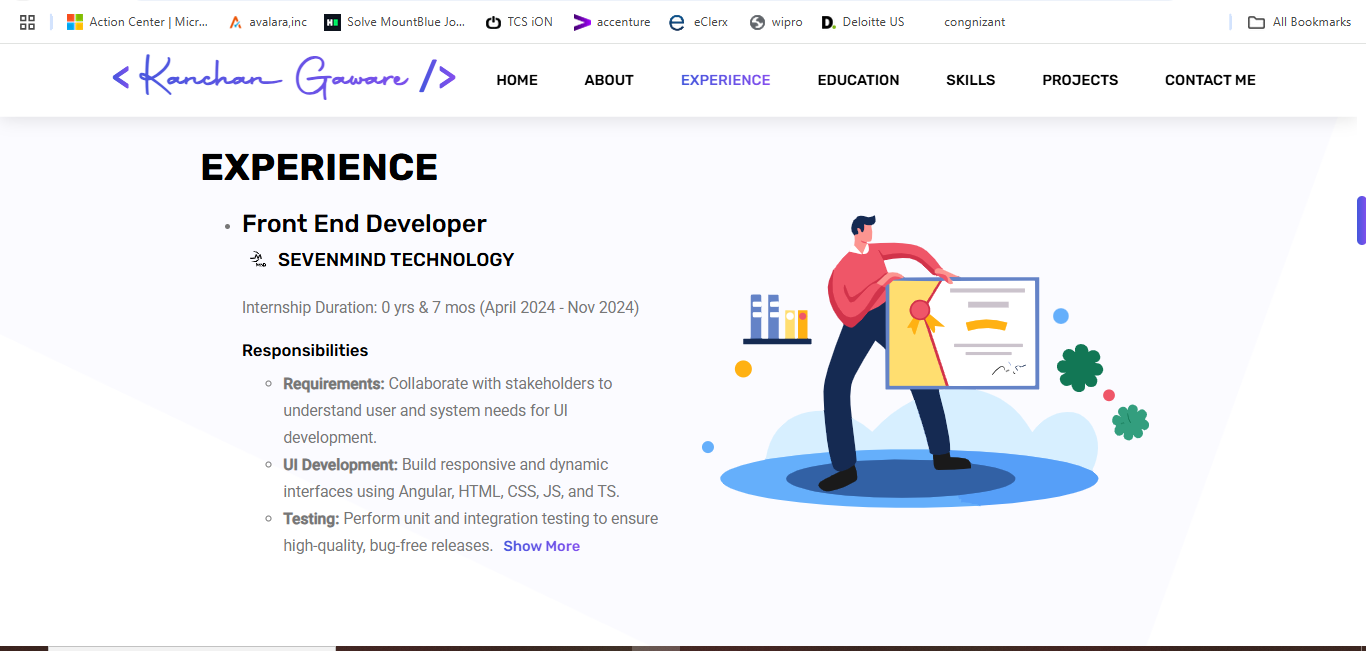 Action Center | Micr...
avalara,inc
Solve MountBlue Jo...
TCS iON
accenture
eClerx
wipro
Deloitte US
congnizant
All Bookmarks
< Kanchan Gaware />
HOME
ABOUT
EXPERIENCE
EDUCATION
SKILLS
PROJECTS
CONTACT ME
EXPERIENCE
Front End Developer
SEVENMIND TECHNOLOGY
Internship Duration: 0 yrs & 7 mos (April 2024 - Nov 2024)
Responsibilities
Requirements: Collaborate with stakeholders to
understand user and system needs for UI
development.
UI Development: Build responsive and dynamic
interfaces using Angular, HTML, CSS, JS, and TS.
Testing: Perform unit and integration testing to ensure
high-quality, bug-free releases. Show More